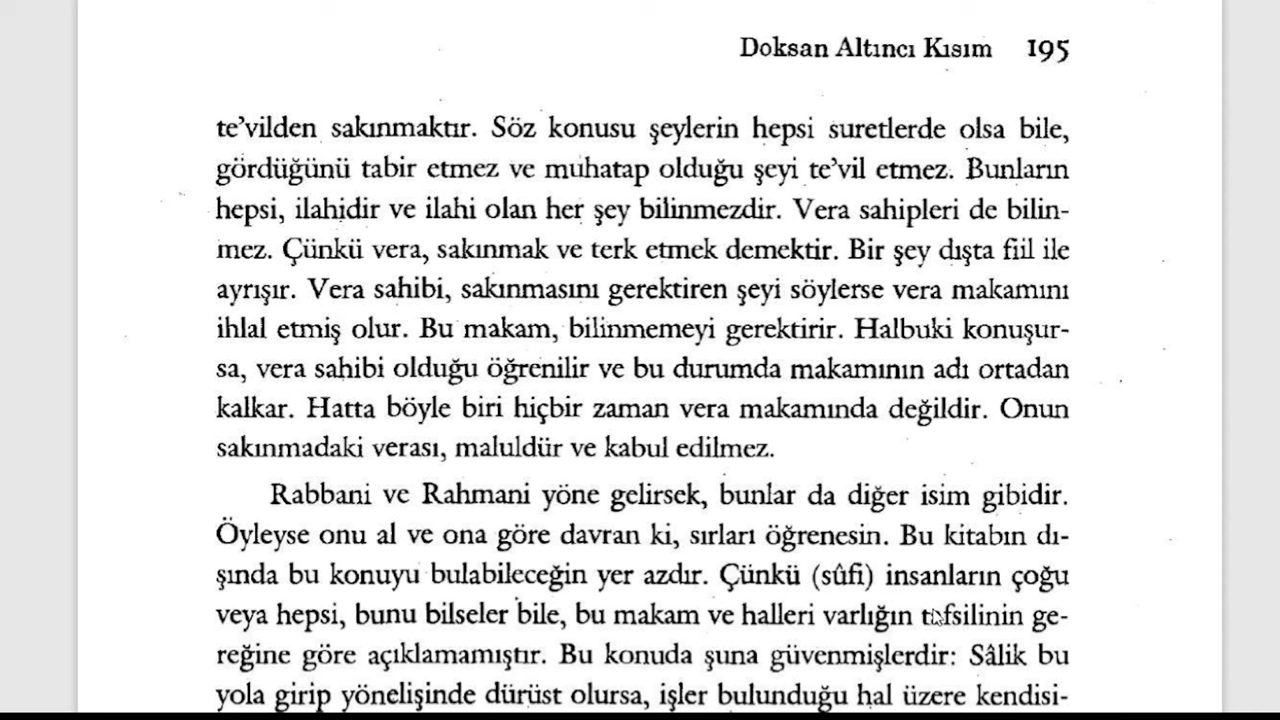 Doksan Altıncı Kısım 195
te’vilden sakınmaktır. Söz konusu şeylerin hepsi suretlerde olsa bile,
gördüğünü tabir etmez ve muhatap olduğu şeyi te’vil etmez. Bunların
hepsi, ilahidir ve ilahi olan her şey bilinmezdir. Vera sahipleri de bilin-
mez. Çünkü vera, sakınmak ve terk etmek demektir. Bir şey dışta fiil ile
ayrışır. Vera sahibi, sakınmasını gerektiren şeyi söylerse vera makamını
ihlal etmiş olur. Bu makam, bilinmemeyi gerektirir. Halbuki konuşur-
sa, vera sahibi olduğu öğrenilir ve bu durumda makamının adı ortadan
kalkar. Hatta böyle biri hiçbir zaman vera makamında değildir. Onun
sakınmadaki verası, maluldür ve kabul edilmez.
Rabbani ve Rahmani yöne gelirsek, bunlar da diğer isim gibidir.
Öyleyse onu al ve ona göre davran ki, sırları öğrenesin. Bu kitabın dı-
şında bu konuyu bulabileceğin yer azdır. Çünkü (sûfi) insanların çoğu
veya hepsi, bunu bilseler bile, bu makam ve halleri varlığın tafsilinin ge-
reğine göre açıklamamıştır. Bu konuda şuna güvenmişlerdir: Sâlik bu
yola girip yönelişinde dürüst olursa, işler bulunduğu hal üzere kendisi-